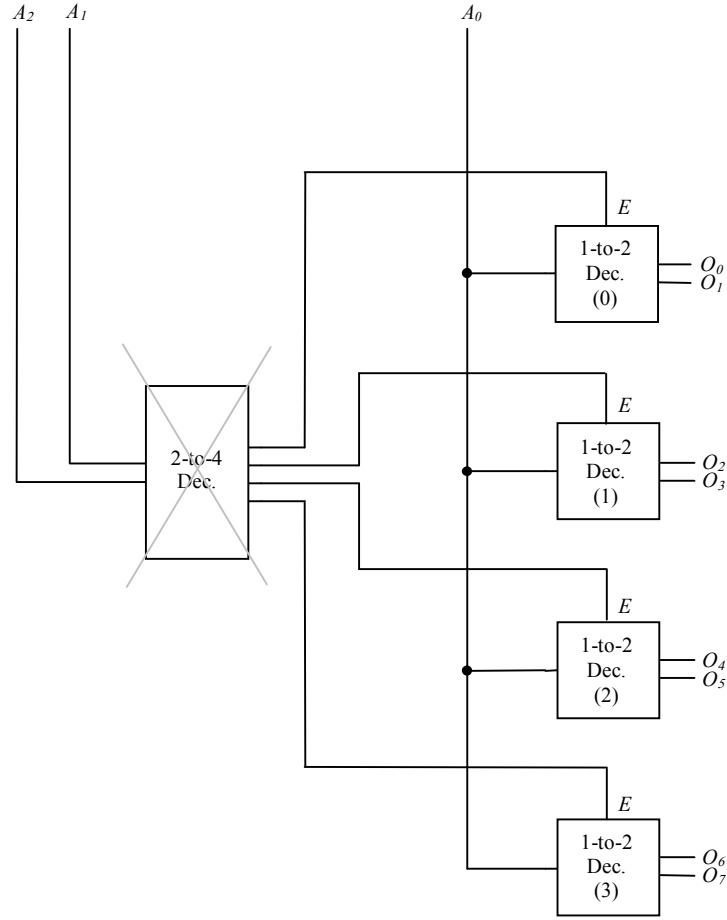 A₂ A₁ A₀
E
1-to-2
Dec.
(0)
O₀
O₁
E
1-to-2
Dec.
(1)
O₂
O₃
2-to-4
Dec.
E
1-to-2
Dec.
(2)
O₄
O₅
E
1-to-2
Dec.
(3)
O₆
O₇